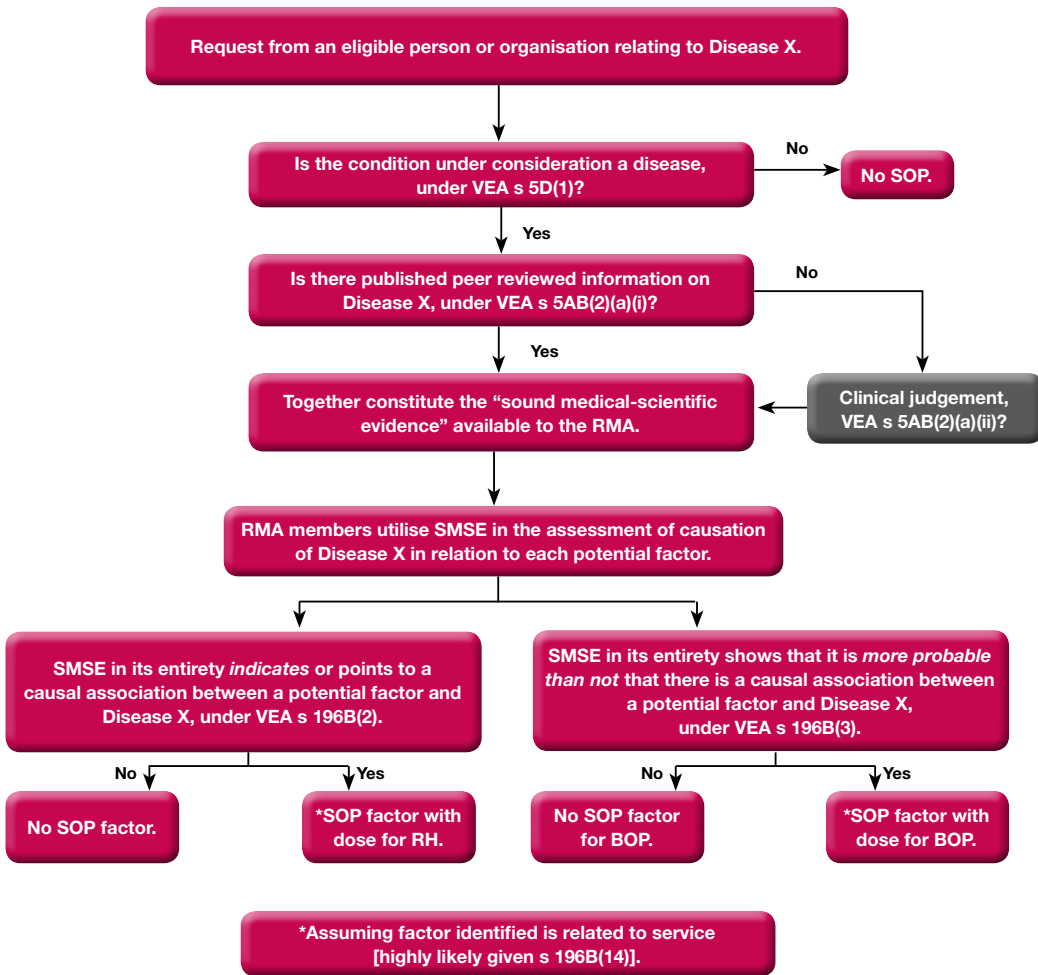 Request from an eligible person or organisation relating to Disease X.
Is the condition under consideration a disease,
under VEA s 5D(1)?
No
No SOP.
Yes
Is there published peer reviewed information on
Disease X, under VEA s 5AB(2)(a)(i)?
No
Yes
Together constitute the “sound medical-scientific
evidence” available to the RMA.
Clinical judgement,
VEA s 5AB(2)(a)(ii)?
RMA members utilise SMSE in the assessment of causation
of Disease X in relation to each potential factor.
SMSE in its entirety indicates or points to a
causal association between a potential factor and
Disease X, under VEA s 196B(2).
SMSE in its entirety shows that it is more probable
than not that there is a causal association between
a potential factor and Disease X,
under VEA s 196B(3).
No
Yes
No
Yes
No SOP factor.
*SOP factor with
dose for RH.
No SOP factor
for BOP.
*SOP factor with
dose for BOP.
*Assuming factor identified is related to service
[highly likely given s 196B(14)].